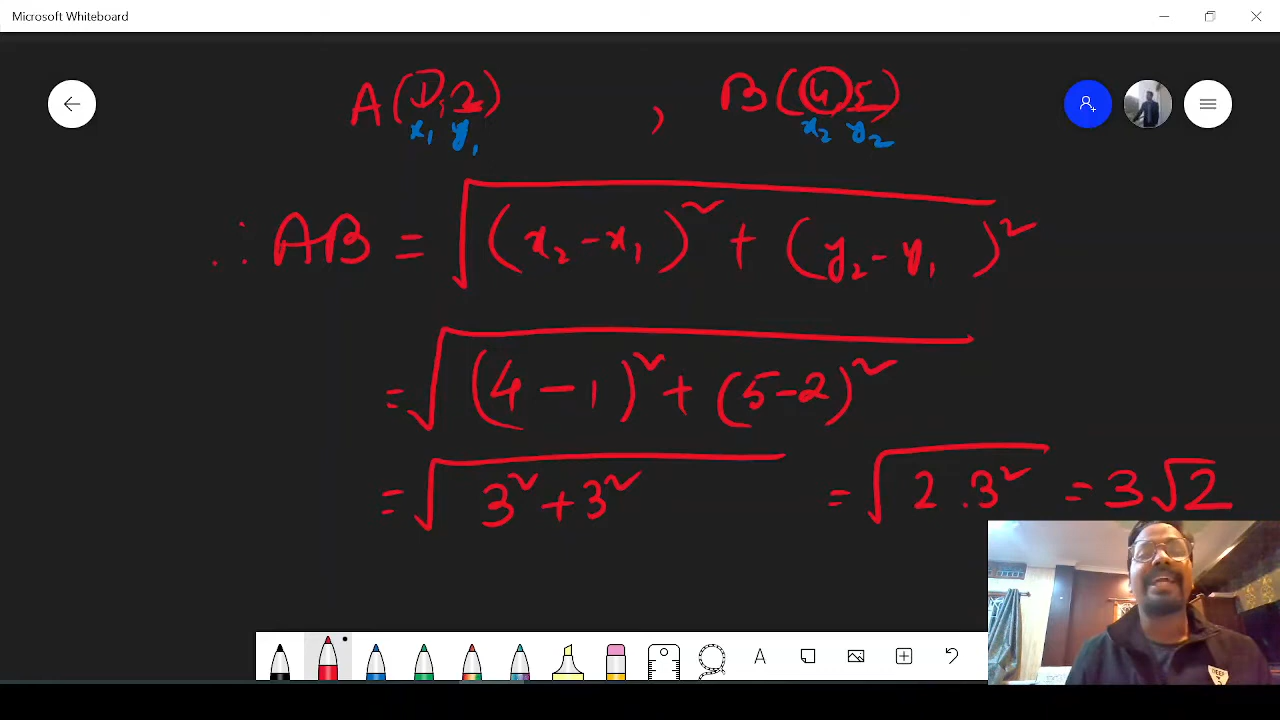 Microsoft Whiteboard
A(1,2) , B(4,5)
x₁ y₁ x₂ y₂
∴ AB = √((x₂-x₁)² + (y₂-y₁)²)
= √((4-1)² + (5-2)²)
= √(3²+3²) = √(2.3²) = 3√2
A